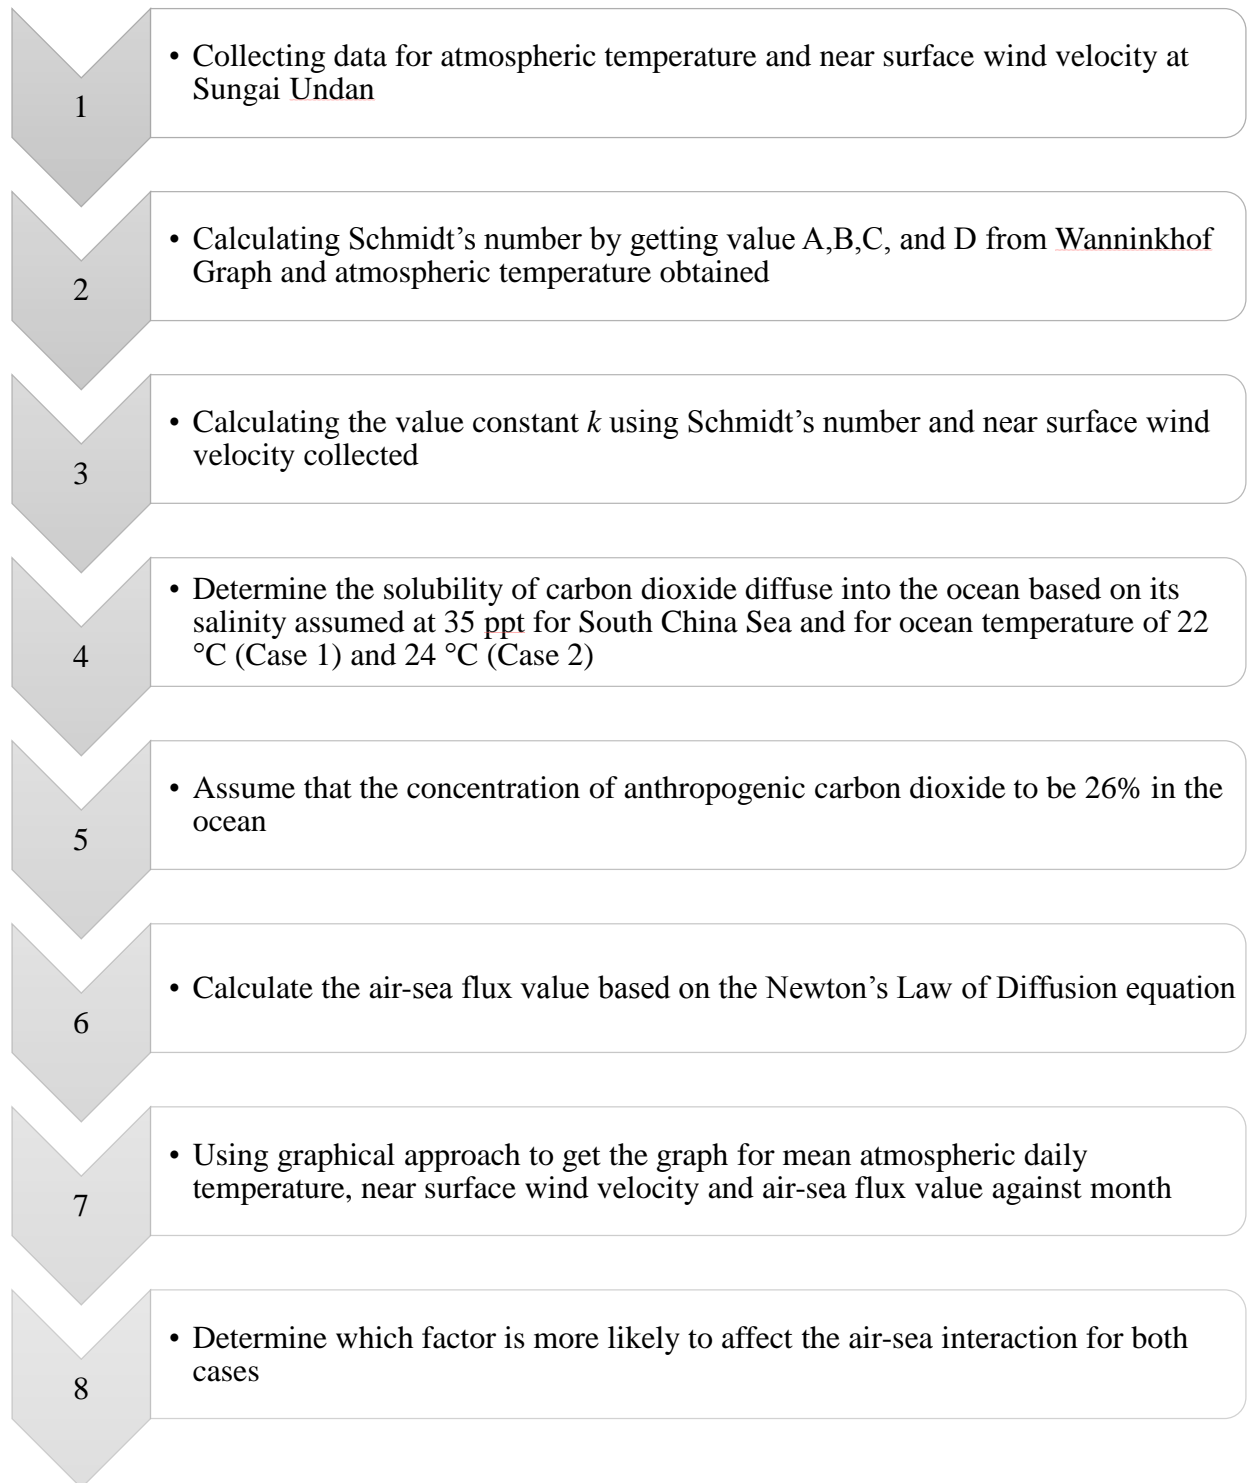 1
• Collecting data for atmospheric temperature and near surface wind velocity at
Sungai Undan
2
• Calculating Schmidt’s number by getting value A,B,C, and D from Wanninkhof
Graph and atmospheric temperature obtained
3
• Calculating the value constant k using Schmidt’s number and near surface wind
velocity collected
4
• Determine the solubility of carbon dioxide diffuse into the ocean based on its
salinity assumed at 35 ppt for South China Sea and for ocean temperature of 22
°C (Case 1) and 24 °C (Case 2)
5
• Assume that the concentration of anthropogenic carbon dioxide to be 26% in the
ocean
6
• Calculate the air-sea flux value based on the Newton’s Law of Diffusion equation
7
• Using graphical approach to get the graph for mean atmospheric daily
temperature, near surface wind velocity and air-sea flux value against month
8
• Determine which factor is more likely to affect the air-sea interaction for both
cases